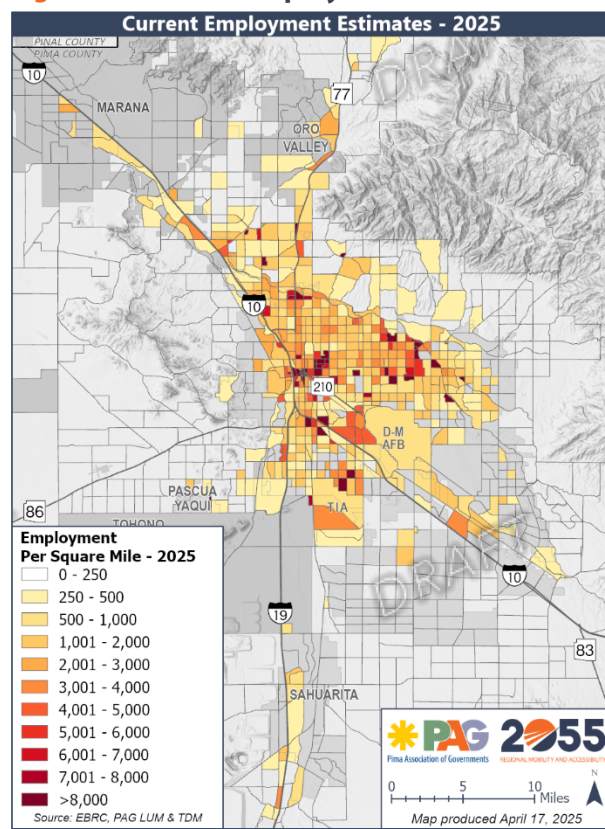 Current Employment Estimates - 2025
PINAL COUNTY
PIMA COUNTY
10
MARANA
77
ORO
VALLEY
DRAFT
10
210
D-M
AFB
PASCUA
YAQUI
TIA
86
TOHONO
DRAFT
10
19
83
SAHUARITA
Employment
Per Square Mile - 2025
0 - 250
250 - 500
500 - 1,000
1,001 - 2,000
2,001 - 3,000
3,001 - 4,000
4,001 - 5,000
5,001 - 6,000
6,001 - 7,000
7,001 - 8,000
>8,000
Source: EBRC, PAG LUM & TDM
PAG
Pima Association of Governments
2055
REGIONAL MOBILITY AND ACCESSIBILITY
N
0 5 10
Miles
Map produced April 17, 2025